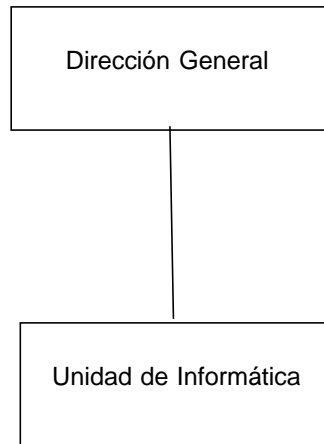 Dirección General
Unidad de Informática